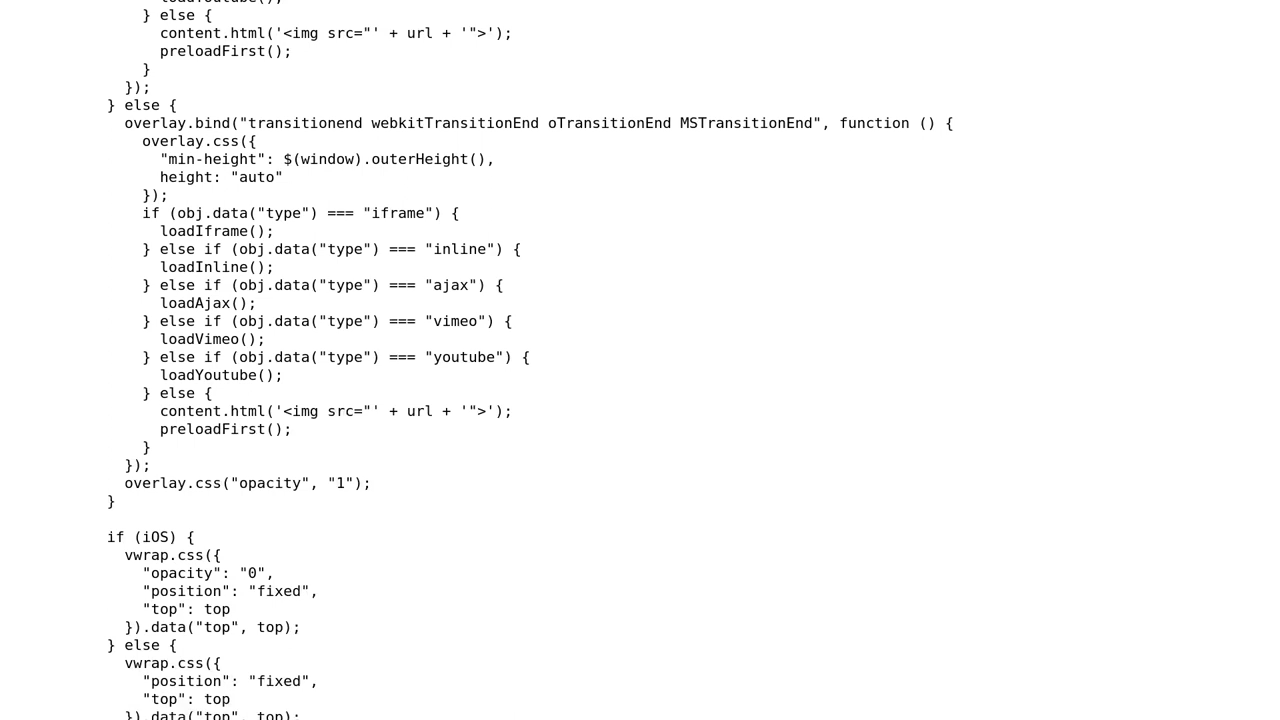 loadYoutube();
} else {
content.html('<img src="' + url + '">');
preloadFirst();
}
});
} else {
overlay.bind("transitionend webkitTransitionEnd oTransitionEnd MSTransitionEnd", function () {
overlay.css({
"min-height": $(window).outerHeight(),
height: "auto"
});
if (obj.data("type") === "iframe") {
loadIframe();
} else if (obj.data("type") === "inline") {
loadInline();
} else if (obj.data("type") === "ajax") {
loadAjax();
} else if (obj.data("type") === "vimeo") {
loadVimeo();
} else if (obj.data("type") === "youtube") {
loadYoutube();
} else {
content.html('<img src="' + url + '">');
preloadFirst();
}
});
overlay.css("opacity", "1");
}
if (iOS) {
vwrap.css({
"opacity": "0",
"position": "fixed",
"top": top
}).data("top", top);
} else {
vwrap.css({
"position": "fixed",
"top": top
}).data("top", top);